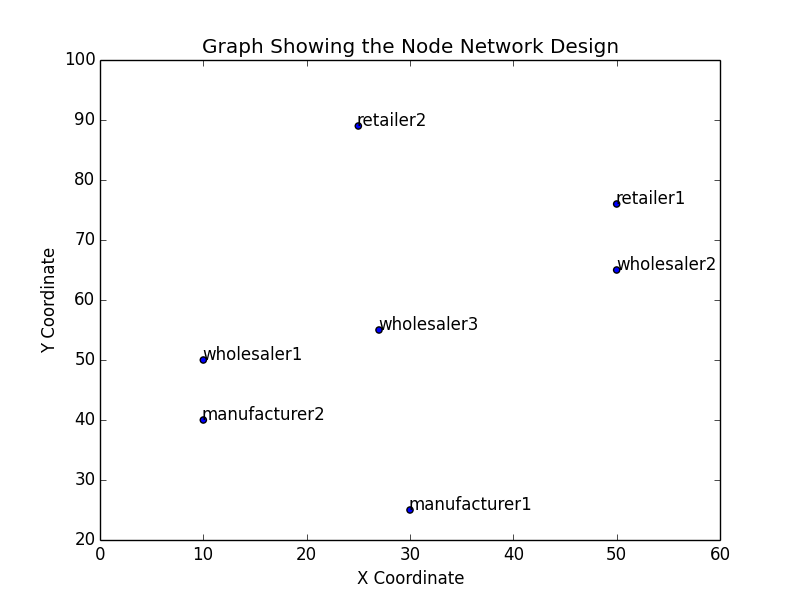 Graph Showing the Node Network Design
100
90
80
70
60
50
40
30
20
Y Coordinate
retailer2
retailer1
wholesaler2
wholesaler3
wholesaler1
manufacturer2
manufacturer1
0
10
20
30
40
50
60
X Coordinate